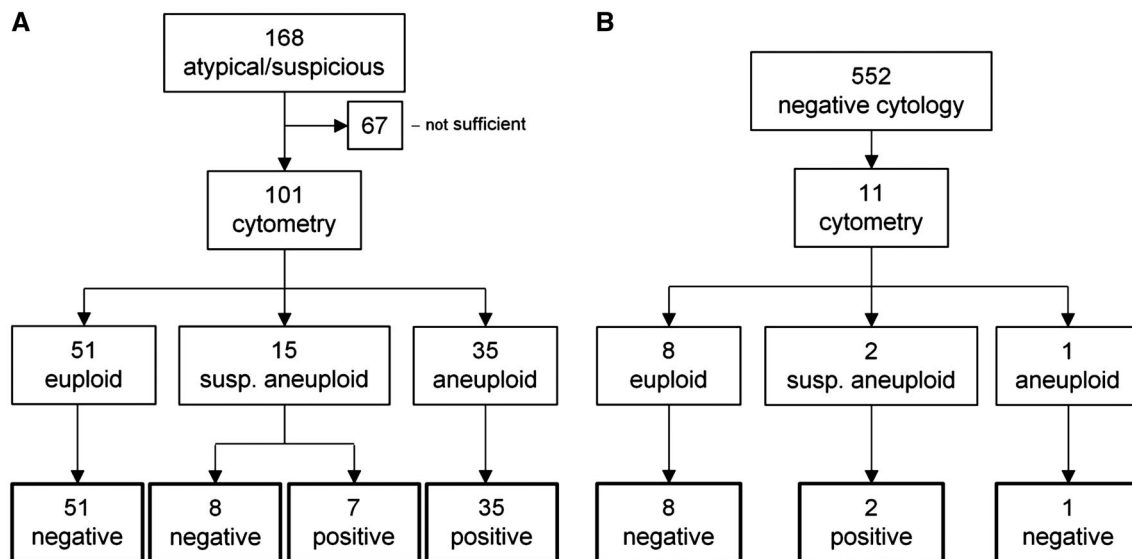 A
168
atypical/suspicious
67
– not sufficient
101
cytometry
51
euploid
15
susp. aneuploid
35
aneuploid
51
negative
8
negative
7
positive
35
positive
B
552
negative cytology
11
cytometry
8
euploid
2
susp. aneuploid
1
aneuploid
8
negative
2
positive
1
negative